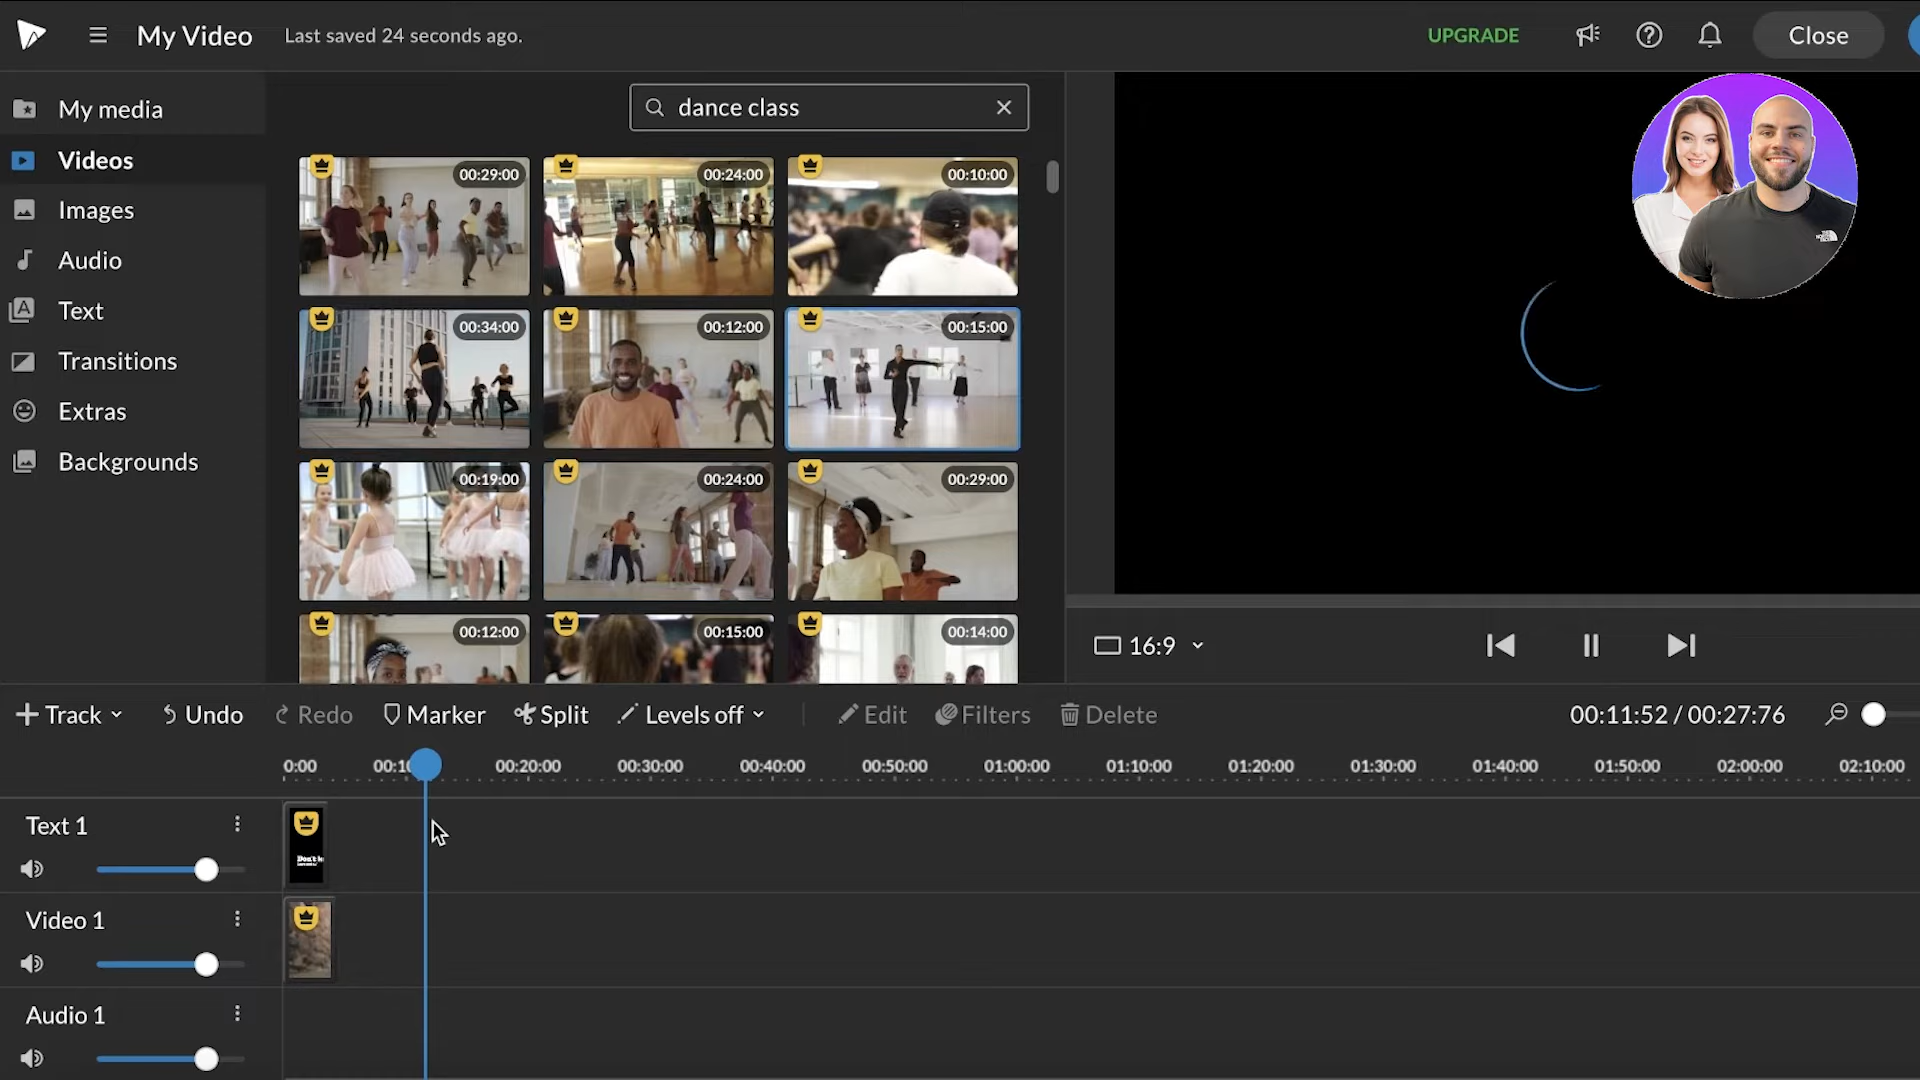 My Video
Last saved 24 seconds ago.
UPGRADE
Close
My media
Videos
Images
Audio
Text
Transitions
Extras
Backgrounds
dance class
00:29:00
00:24:00
00:10:00
00:34:00
00:12:00
00:15:00
00:19:00
00:24:00
00:29:00
00:12:00
00:15:00
00:14:00
16:9
Track
Undo
Redo
Marker
Split
Levels off
Edit
Filters
Delete
00:11:52 / 00:27:76
0:00
00:10
00:20:00
00:30:00
00:40:00
00:50:00
01:00:00
01:10:00
01:20:00
01:30:00
01:40:00
01:50:00
02:00:00
02:10:00
Text 1
Video 1
Audio 1